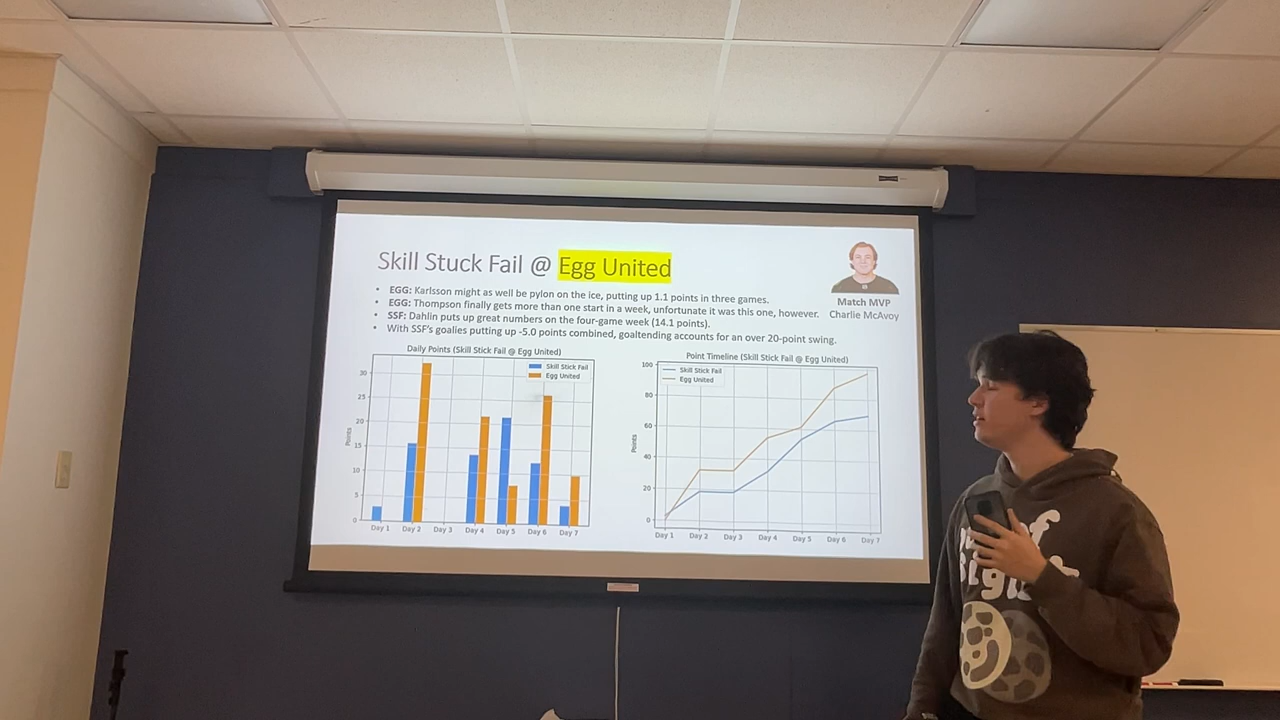 Skill Stuck Fail @ Egg United
• EGG: Karlsson might as well be pylon on the ice, putting up 1.1 points in three games.
• EGG: Thompson finally gets more than one start in a week, unfortunate it was this one, however.
• SSF: Dahlin puts up great numbers on the four-game week (14.1 points).
• With SSF's goalies putting up -5.0 points combined, goaltending accounts for an over 20-point swing.
Match MVP
Charlie McAvoy
Daily Points (Skill Stick Fail @ Egg United)
Skill Stick Fail
Egg United
Points
30
25
20
15
10
5
0
Day 1 Day 2 Day 3 Day 4 Day 5 Day 6 Day 7
Point Timeline (Skill Stick Fail @ Egg United)
Skill Stick Fail
Egg United
Points
100
80
60
40
20
0
Day 1 Day 2 Day 3 Day 4 Day 5 Day 6 Day 7